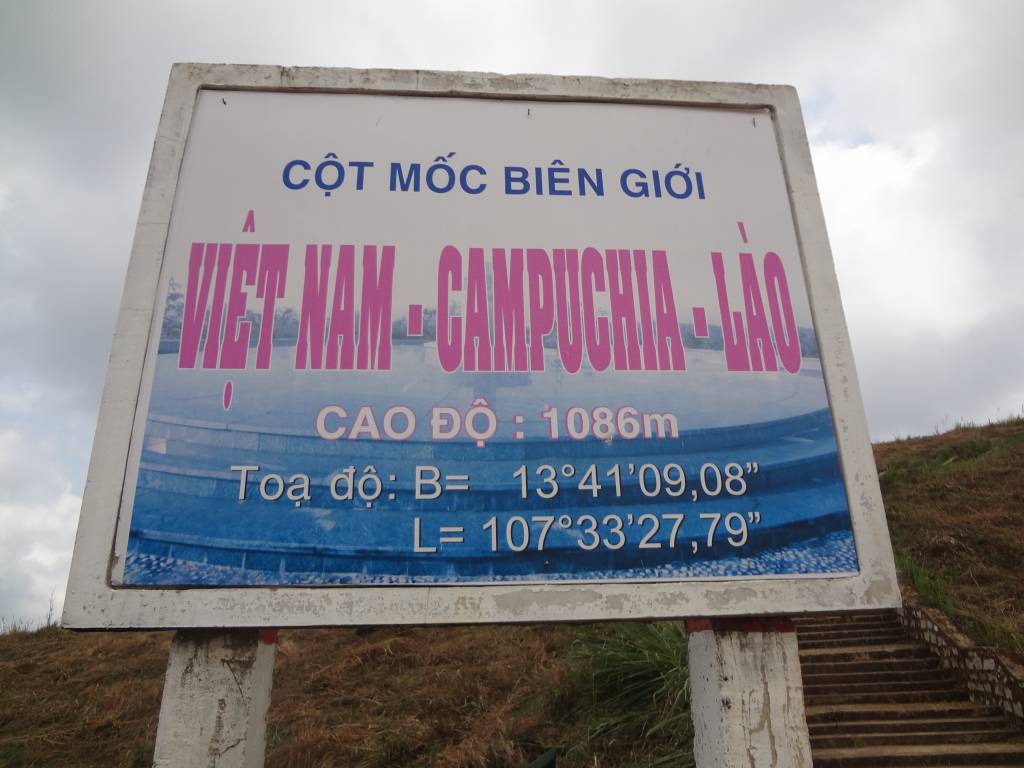 CỘT MỐC BIÊN GIỚI
VIỆT NAM - CAMPUCHIA - LÀO
CAO ĐỘ : 1086m
Toạ độ: B= 13°41'09,08”
L= 107°33'27,79”